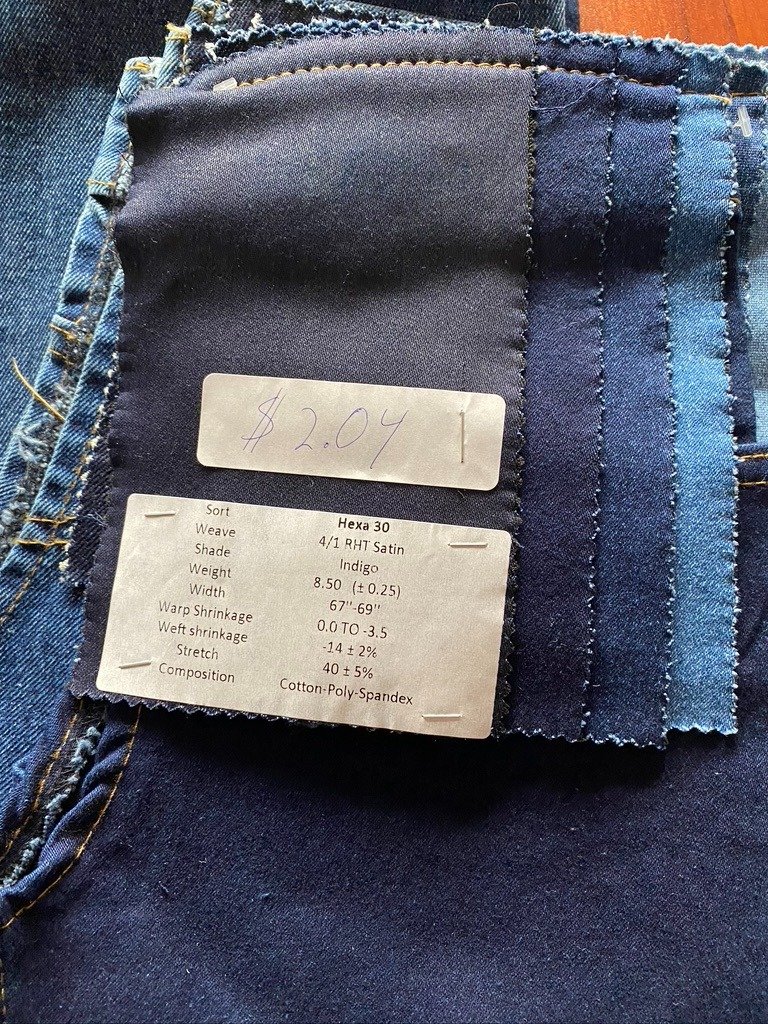 $ 2.04
Sort Hexa 30
Weave 4/1 RHT Satin
Shade Indigo
Weight 8.50 (± 0.25)
Width 67"-69"
Warp Shrinkage 0.0 TO -3.5
Weft shrinkage -14 ± 2%
Stretch 40 ± 5%
Composition Cotton-Poly-Spandex